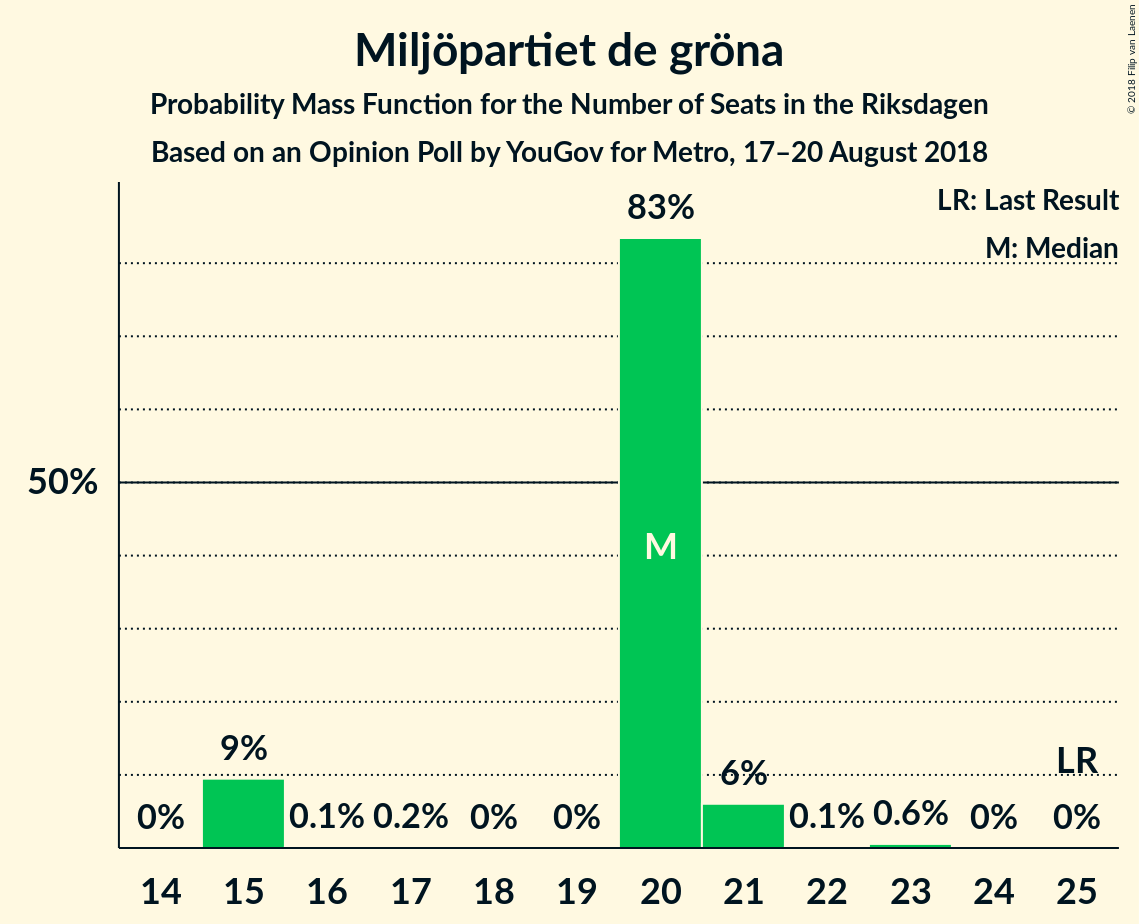 Miljöpartiet de gröna
Probability Mass Function for the Number of Seats in the Riksdagen
Based on an Opinion Poll by YouGov for Metro, 17–20 August 2018
© 2018 Filip van Laenen
LR: Last Result
M: Median
83%
50%
M
9%
6%
LR
0%
0.1%
0.2%
0%
0%
0.1%
0.6%
0%
0%
14 15 16 17 18 19 20 21 22 23 24 25